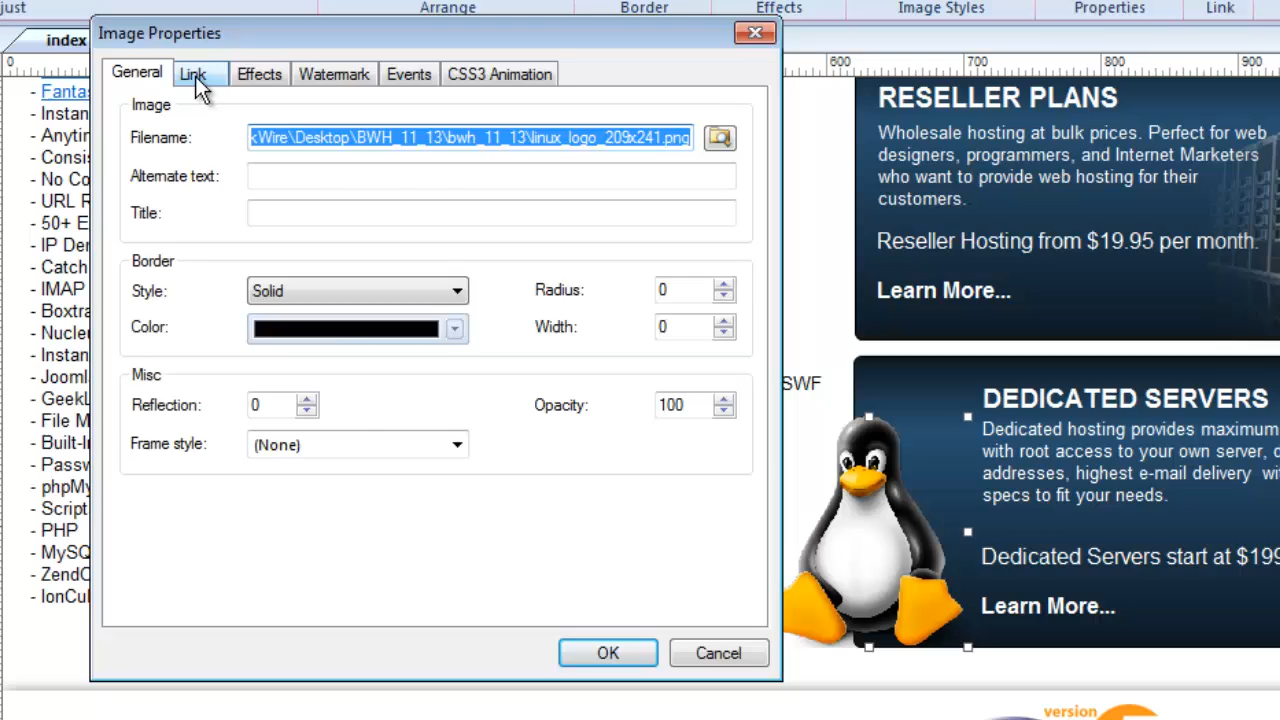 just
Arrange
Border
Effects
Image Styles
Properties
Link
index
0
600
700
800
900
Image Properties
General
Link
Effects
Watermark
Events
CSS3 Animation
Image
Filename:
kWire\Desktop\BWH_11_13\bwh_11_13\linux_logo_209x241.png
Alternate text:
Title:
Border
Style:
Solid
Radius:
0
Color:
Width:
0
Misc
Reflection:
0
Opacity:
100
Frame style:
(None)
OK
Cancel
- Fantas
- Instan
- Anytin
- Consis
- No Co
- URL R
- 50+ E
- IP Der
- Catch
- IMAP
- Boxtra
- Nucle
- Instan
- Jooml
- GeekL
- File M
- Built-I
- Passw
- phpMy
- Script
- PHP
- MySQ
- ZendO
- IonCu
SWF
RESELLER PLANS
Wholesale hosting at bulk prices. Perfect for web
designers, programmers, and Internet Marketers
who want to provide web hosting for their
customers.
Reseller Hosting from $19.95 per month.
Learn More...
DEDICATED SERVERS
Dedicated hosting provides maximum
with root access to your own server,
addresses, highest e-mail delivery wi
specs to fit your needs.
Dedicated Servers start at $199
Learn More...
version